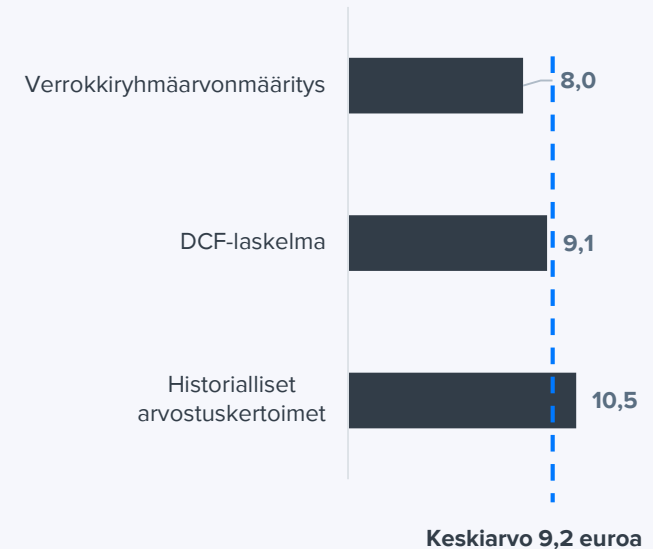 Verrokkiryhmäarvonmääritys
8,0
DCF-laskelma
9,1
Historialliset
arvostuskertoimet
10,5
Keskiarvo 9,2 euroa